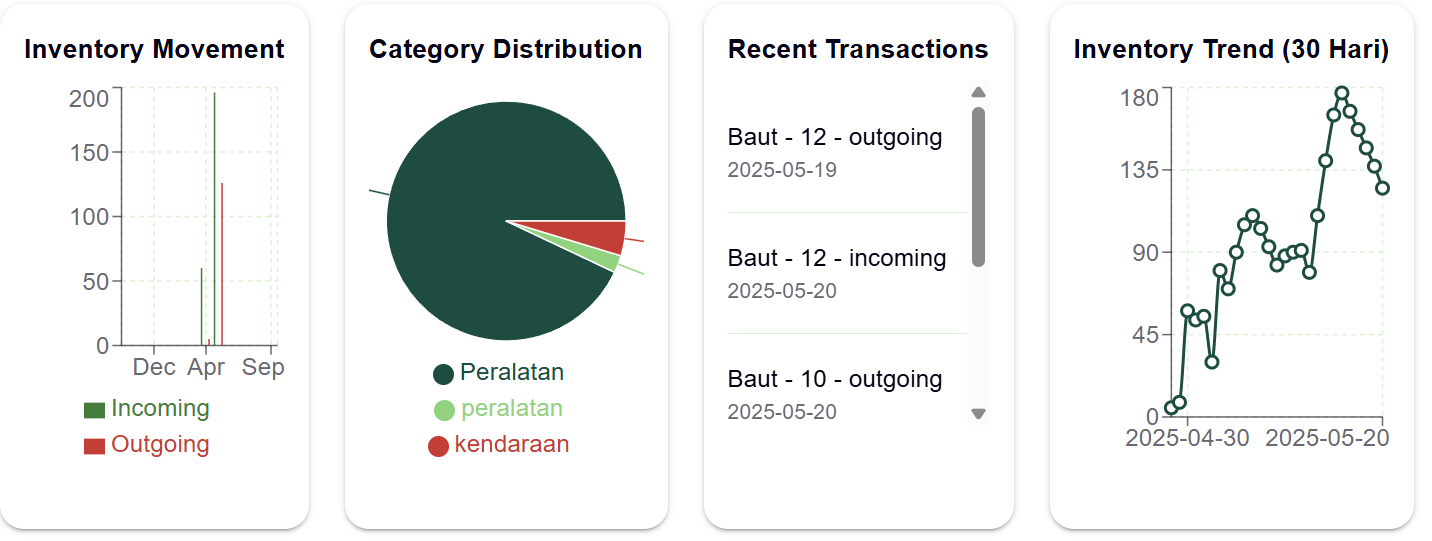 Inventory Movement
200
150
100
50
0
Dec Apr Sep
Incoming
Outgoing
Category Distribution
Peralatan
peralatan
kendaraan
Recent Transactions
Baut - 12 - outgoing
2025-05-19
Baut - 12 - incoming
2025-05-20
Baut - 10 - outgoing
2025-05-20
Inventory Trend (30 Hari)
180
135
90
45
0
2025-04-30 2025-05-20